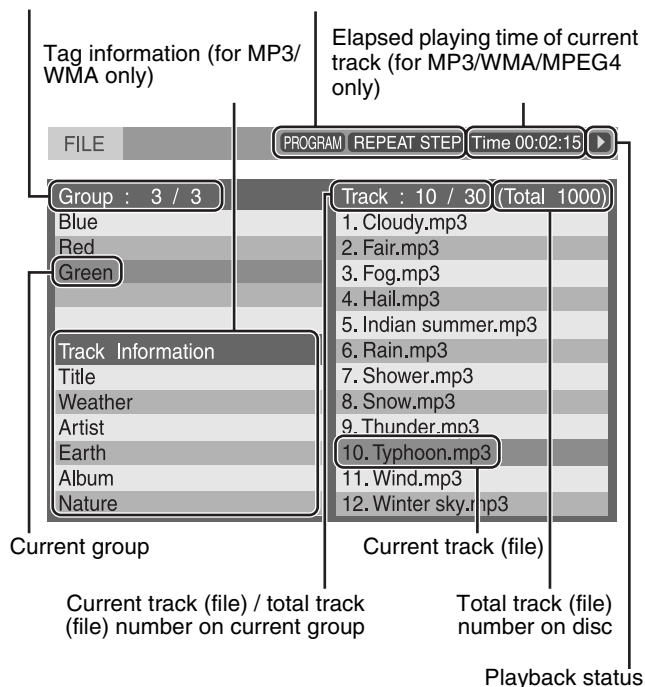 Tag information (for MP3/
WMA only)
Elapsed playing time of current
track (for MP3/WMA/MPEG4
only)
FILE
PROGRAM REPEAT STEP Time 00:02:15
Group : 3 / 3
Blue
Red
Green
Track Information
Title
Weather
Artist
Earth
Album
Nature
Track : 10 / 30 (Total 1000)
1. Cloudy.mp3
2. Fair.mp3
3. Fog.mp3
4. Hail.mp3
5. Indian summer.mp3
6. Rain.mp3
7. Shower.mp3
8. Snow.mp3
9. Thunder.mp3
10. Typhoon.mp3
11. Wind.mp3
12. Winter sky.mp3
Current group
Current track (file)
Current track (file) / total track
(file) number on current group
Total track (file)
number on disc
Playback status